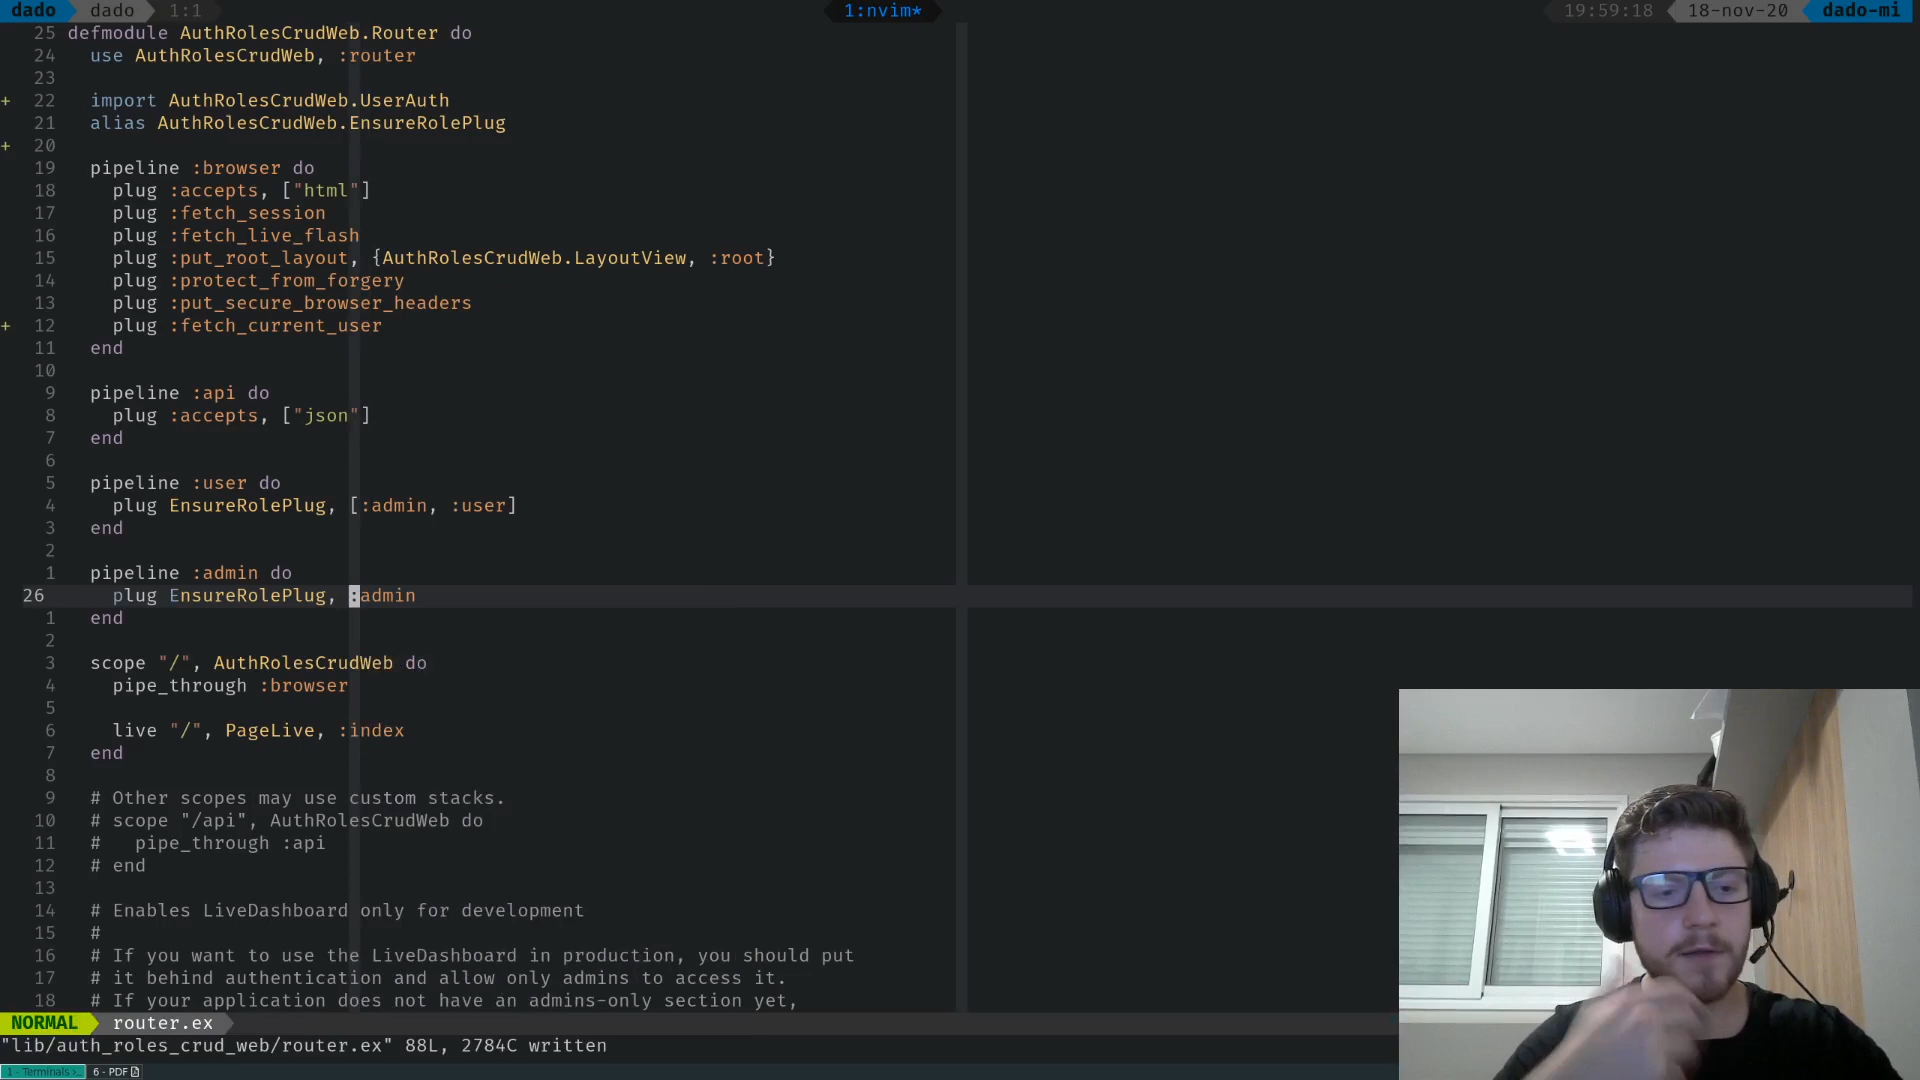 dado dado 1:1 1:nvim* 19:59:18 18-nov-20 dado-mi
25 defmodule AuthRolesCrudWeb.Router do
24 use AuthRolesCrudWeb, :router
23
+ 22 import AuthRolesCrudWeb.UserAuth
21 alias AuthRolesCrudWeb.EnsureRolePlug
+ 20
19 pipeline :browser do
18 plug :accepts, ["html"]
17 plug :fetch_session
16 plug :fetch_live_flash
15 plug :put_root_layout, {AuthRolesCrudWeb.LayoutView, :root}
14 plug :protect_from_forgery
13 plug :put_secure_browser_headers
+ 12 plug :fetch_current_user
11 end
10
9 pipeline :api do
8 plug :accepts, ["json"]
7 end
6
5 pipeline :user do
4 plug EnsureRolePlug, [:admin, :user]
3 end
2
1 pipeline :admin do
26 plug EnsureRolePlug, :admin
1 end
2
3 scope "/", AuthRolesCrudWeb do
4 pipe_through :browser
5
6 live "/", PageLive, :index
7 end
8
9 # Other scopes may use custom stacks.
10 # scope "/api", AuthRolesCrudWeb do
11 # pipe_through :api
12 # end
13
14 # Enables LiveDashboard only for development
15 #
16 # If you want to use the LiveDashboard in production, you should put
17 # it behind authentication and allow only admins to access it.
18 # If your application does not have an admins-only section yet,
NORMAL router.ex
"lib/auth_roles_crud_web/router.ex" 88L, 2784C written
1 - Terminals 6 - PDF